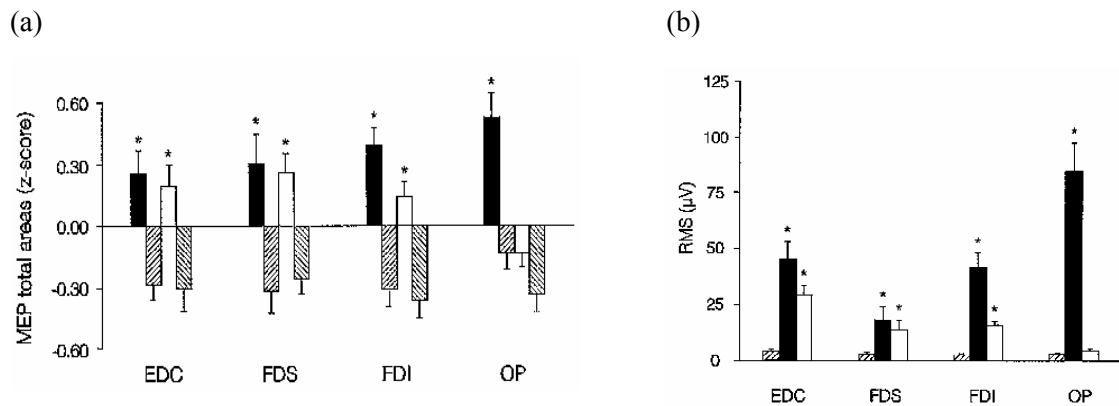 (a)
(b)
MEP total areas (z-score)
0.60
0.30
0.00
-0.30
-0.60
* * * * * * *
EDC FDS FDI OP
RMS (µV)
125
100
75
50
25
0
* * * * * * *
EDC FDS FDI OP